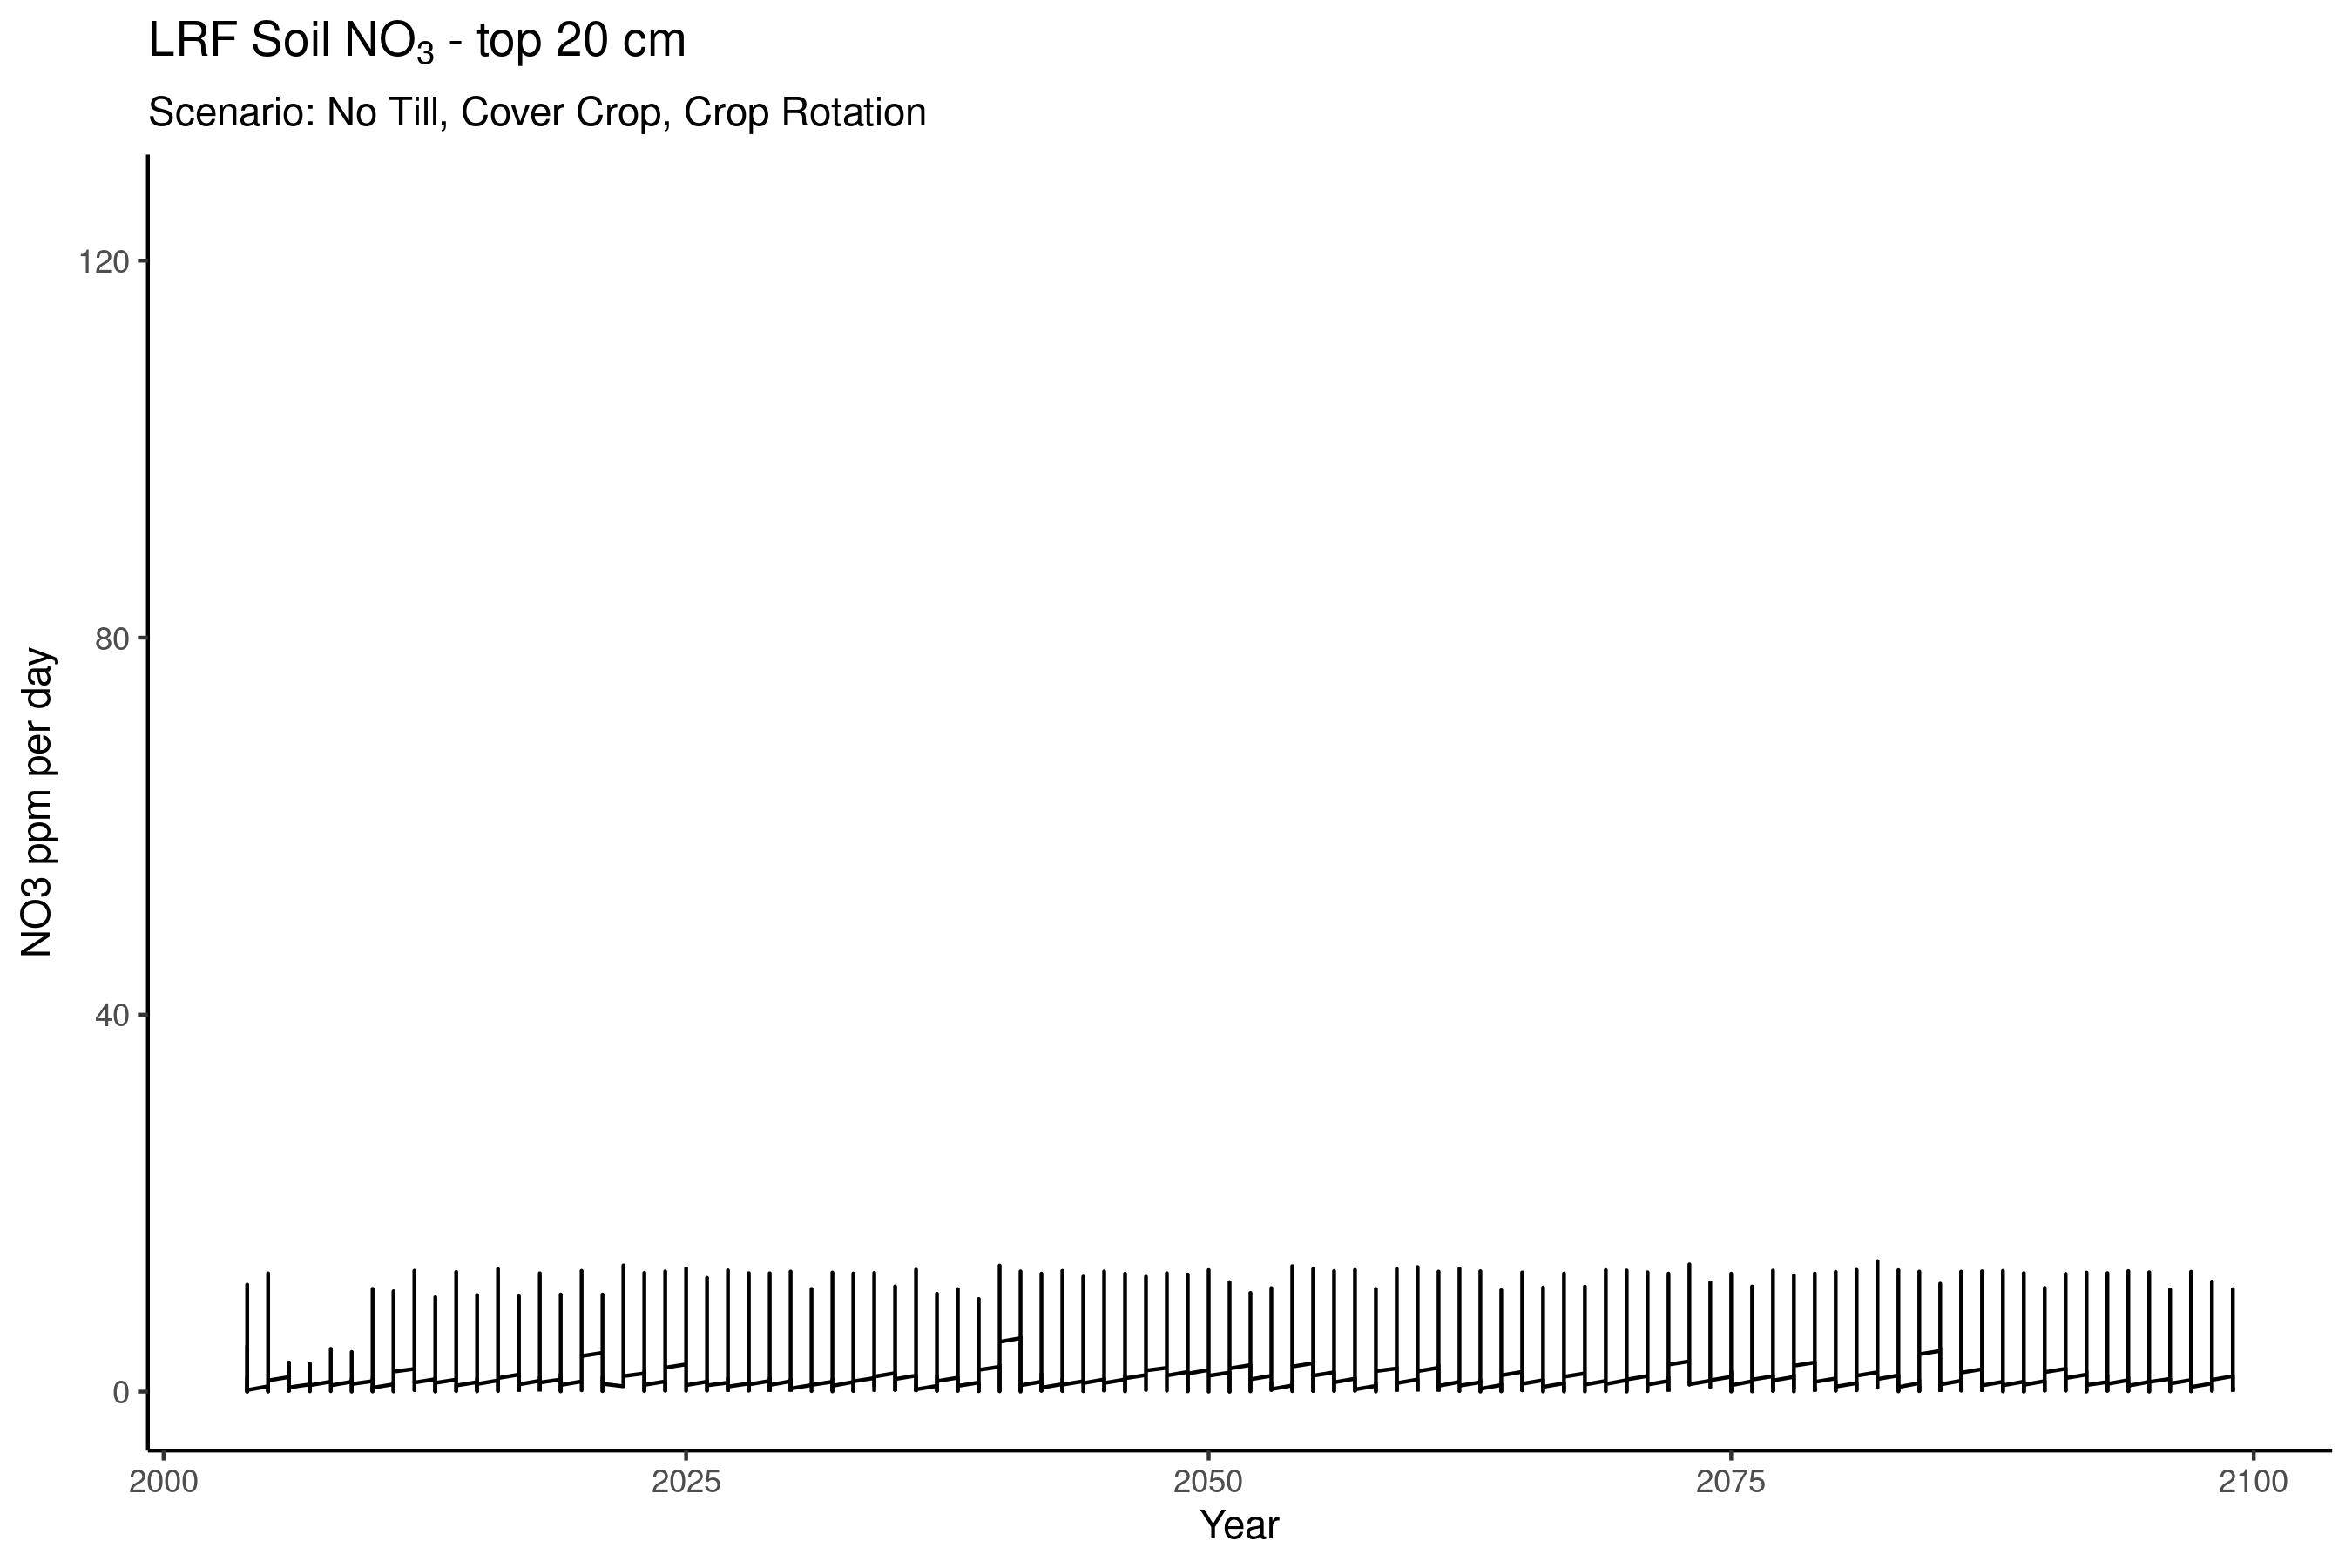 LRF Soil NO₃ - top 20 cm
Scenario: No Till, Cover Crop, Crop Rotation
NO3 ppm per day
120
80
40
0
2000 2025 2050 2075 2100
Year